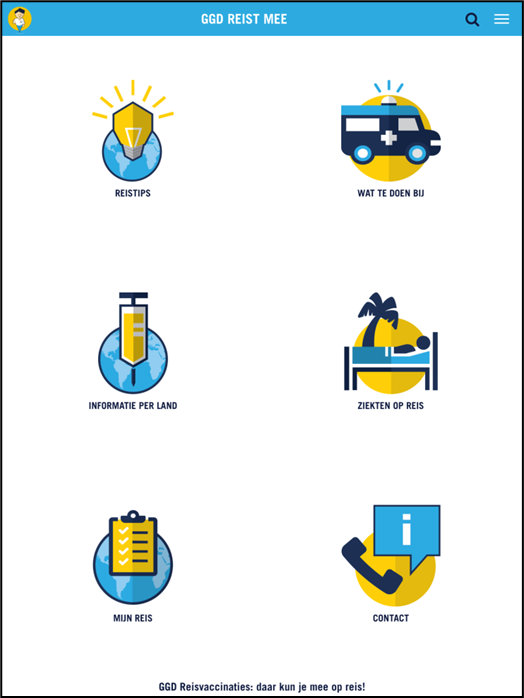 GGD REIST MEE
REISTIPS
WAT TE DOEN BIJ
INFORMATIE PER LAND
ZIEKTEN OP REIS
MIJN REIS
i
CONTACT
GGD Reisvaccinaties: daar kun je mee op reis!